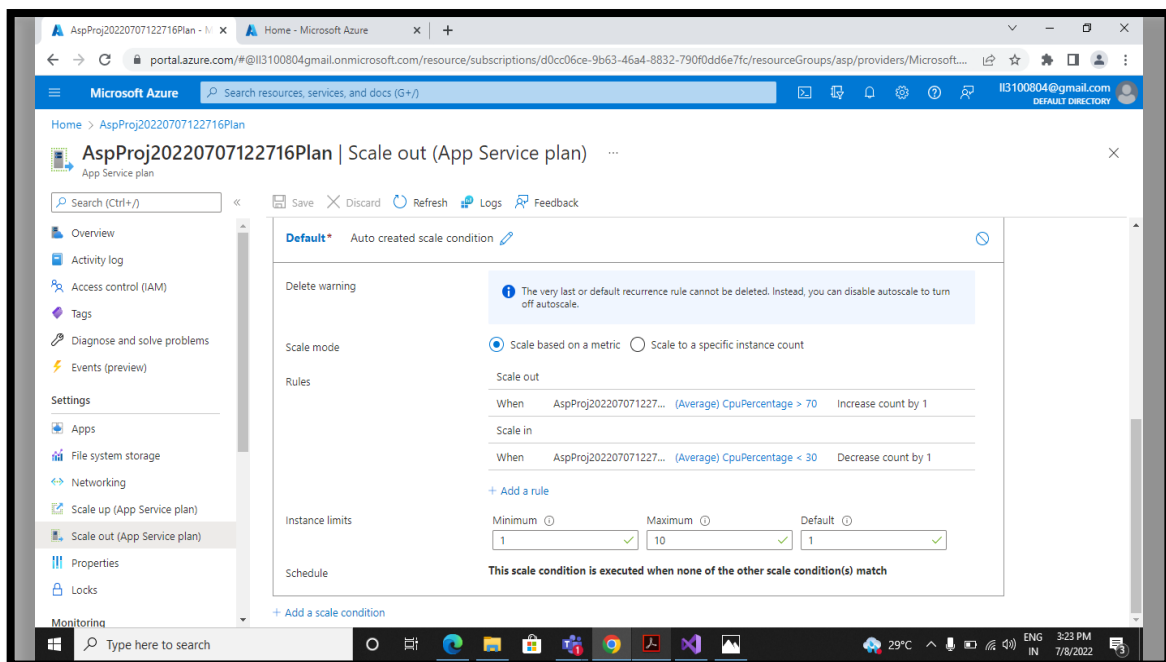 AspProj20220707122716Plan - M
Home - Microsoft Azure
portal.azure.com/#@II3100804gmail.onmicrosoft.com/resource/subscriptions/d0cc06ce-9b63-46a4-8832-790f0dd6e7fc/resourceGroups/asp/providers/Microsoft....
Microsoft Azure
Search resources, services, and docs (G+/)
II3100804@gmail.com
DEFAULT DIRECTORY
Home > AspProj20220707122716Plan
AspProj20220707122716Plan | Scale out (App Service plan) ...
App Service plan
Search (Ctrl+/)
«
Save Discard Refresh Logs Feedback
Overview
Activity log
Access control (IAM)
Tags
Diagnose and solve problems
Events (preview)
Settings
Apps
File system storage
Networking
Scale up (App Service plan)
Scale out (App Service plan)
Properties
Locks
Monitoring
Default* Auto created scale condition
Delete warning
The very last or default recurrence rule cannot be deleted. Instead, you can disable autoscale to turn
off autoscale.
Scale mode
Scale based on a metric Scale to a specific instance count
Rules
Scale out
When AspProj202207071227... (Average) CpuPercentage > 70 Increase count by 1
Scale in
When AspProj202207071227... (Average) CpuPercentage < 30 Decrease count by 1
+ Add a rule
Instance limits
Minimum Maximum Default
1 10 1
Schedule
This scale condition is executed when none of the other scale condition(s) match
+ Add a scale condition
Type here to search
29°C
ENG
IN
3:23 PM
7/8/2022
3